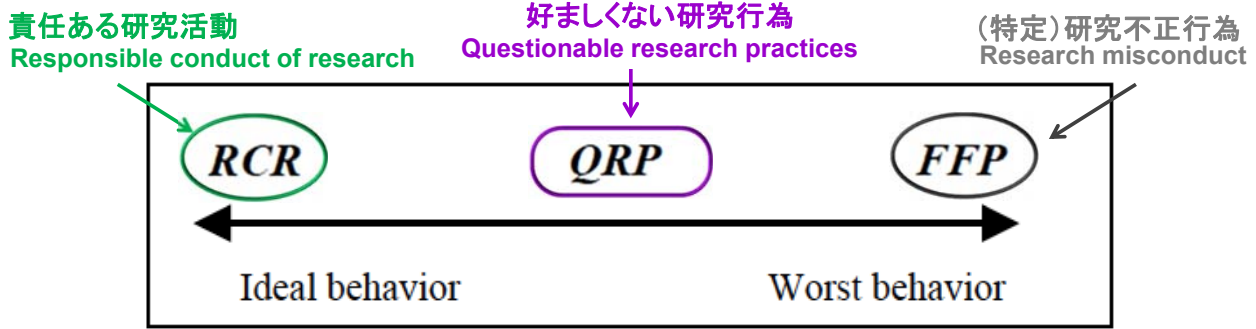 責任ある研究活動
Responsible conduct of research
好ましくない研究行為
Questionable research practices
（特定）研究不正行為
Research misconduct
RCR
QRP
FFP
Ideal behavior
Worst behavior